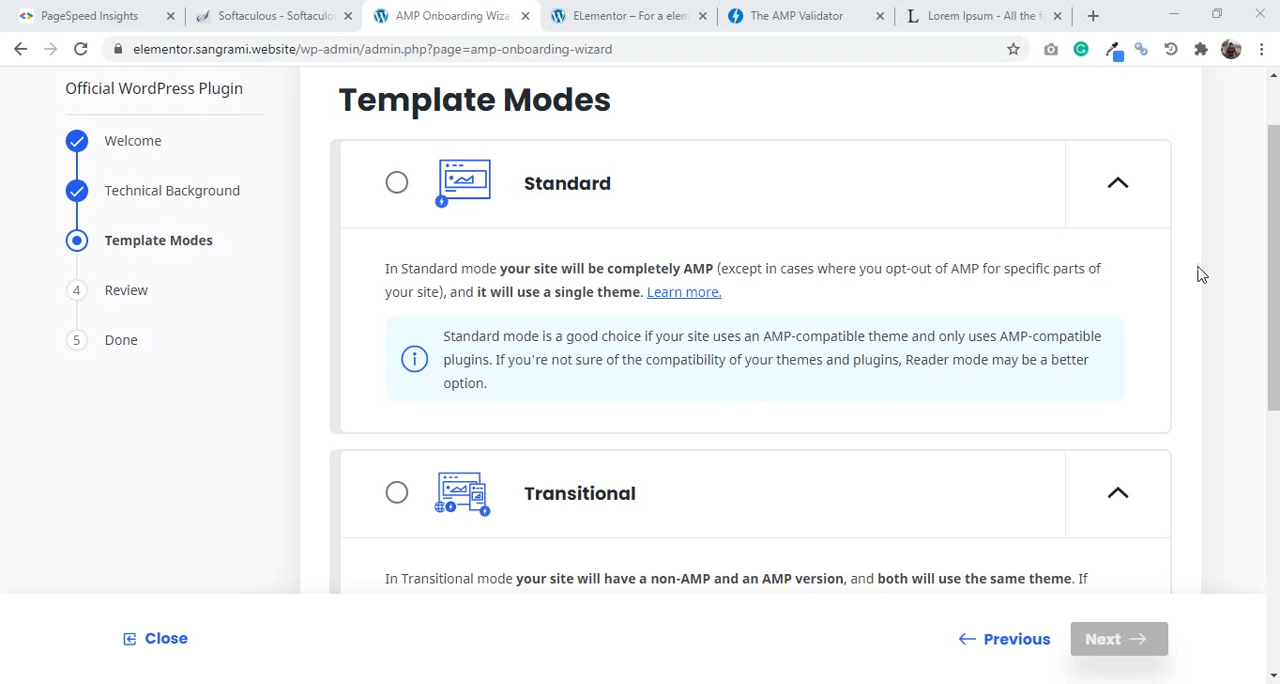 PageSpeed Insights
Softaculous - Softaculo
AMP Onboarding Wiza
ELementor – For a elem
The AMP Validator
Lorem Ipsum - All the f
elementor.sangrami.website/wp-admin/admin.php?page=amp-onboarding-wizard
Official WordPress Plugin
Welcome
Technical Background
Template Modes
4 Review
5 Done
Template Modes
Standard
In Standard mode your site will be completely AMP (except in cases where you opt-out of AMP for specific parts of
your site), and it will use a single theme. Learn more.
Standard mode is a good choice if your site uses an AMP-compatible theme and only uses AMP-compatible
plugins. If you're not sure of the compatibility of your themes and plugins, Reader mode may be a better
option.
Transitional
In Transitional mode your site will have a non-AMP and an AMP version, and both will use the same theme. If
Close
Previous
Next